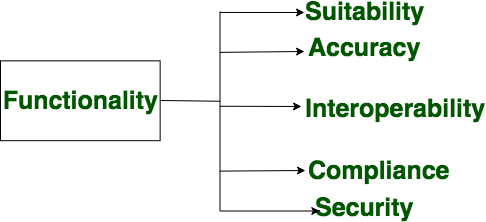 Suitability
Accuracy
Functionality
Interoperability
Compliance
Security